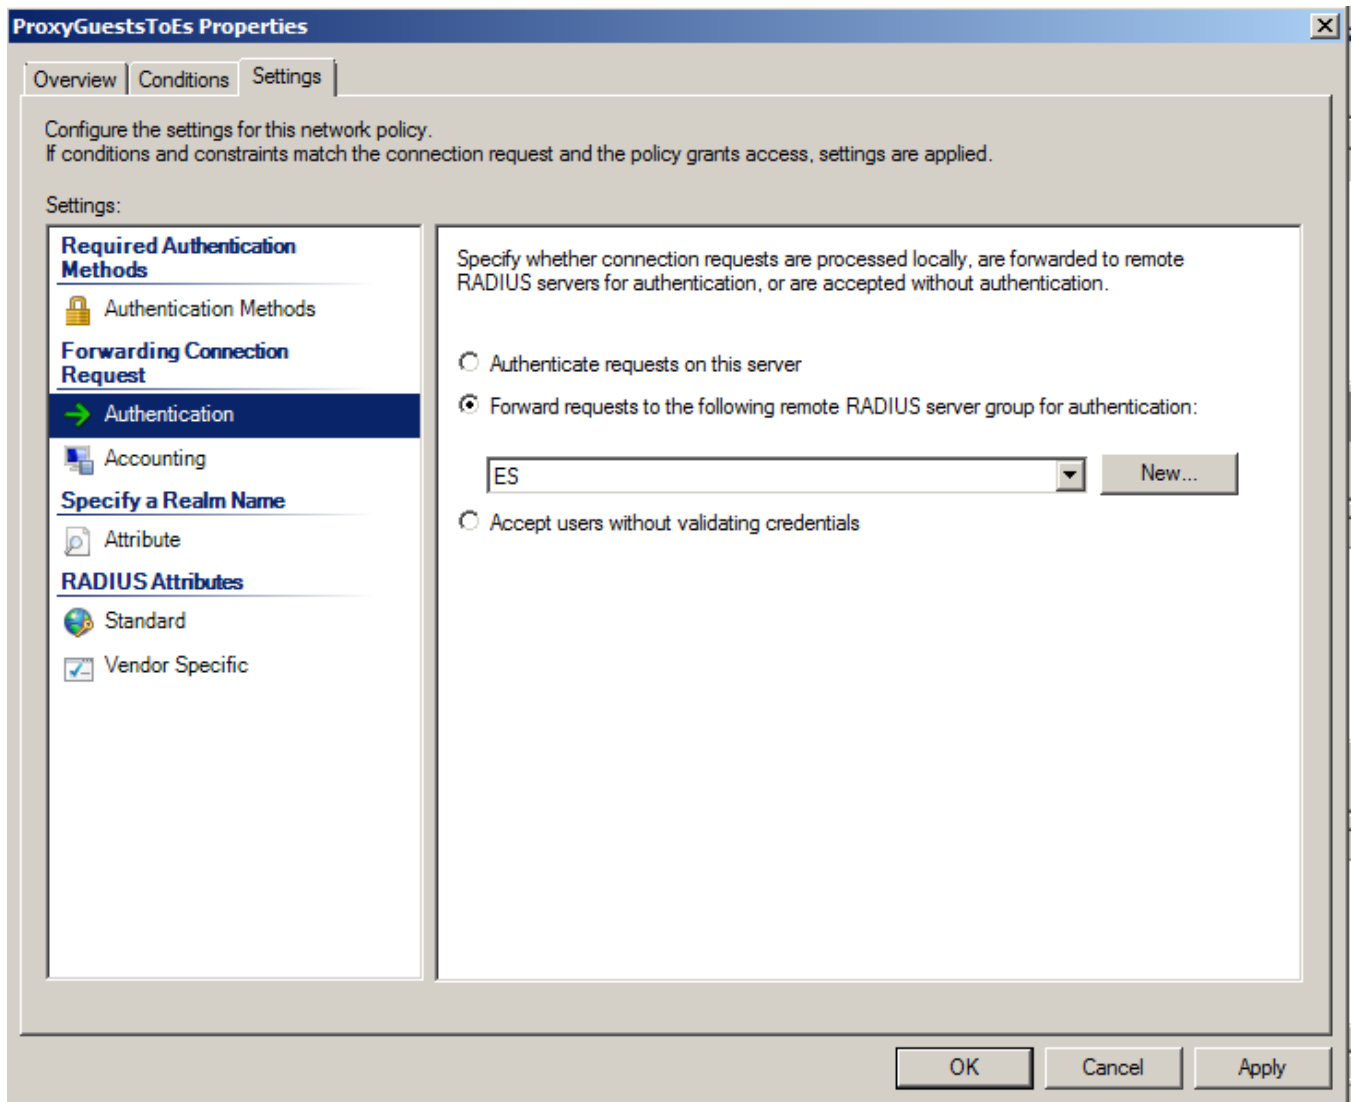 ProxyGuestsToEs Properties
Overview
Conditions
Settings
Configure the settings for this network policy.
If conditions and constraints match the connection request and the policy grants access, settings are applied.
Settings:
Required Authentication
Methods
Authentication Methods
Forwarding Connection
Request
Authentication
Accounting
Specify a Realm Name
Attribute
RADIUS Attributes
Standard
Vendor Specific
Specify whether connection requests are processed locally, are forwarded to remote
RADIUS servers for authentication, or are accepted without authentication.
Authenticate requests on this server
Forward requests to the following remote RADIUS server group for authentication:
ES
New...
Accept users without validating credentials
OK
Cancel
Apply